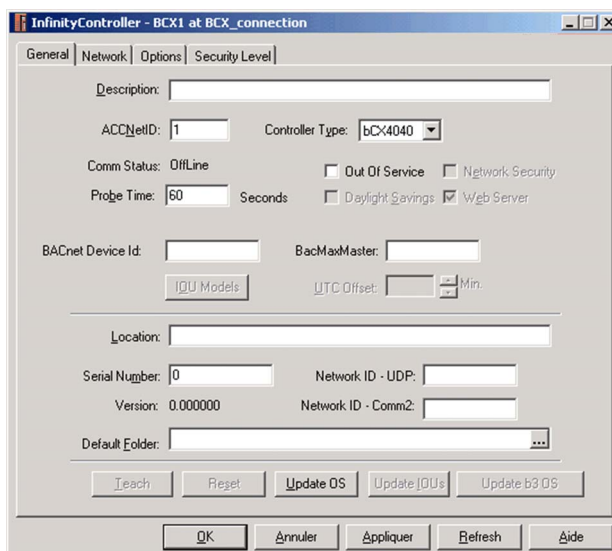 InfinityController - BCX1 at BCX_connection
General Network Options Security Level
Description:
ACCNetID: 1 Controller Type: bCX4040
Comm Status: OffLine Out Of Service Network Security
Probe Time: 60 Seconds Daylight Savings Web Server
BACnet Device Id: BacMaxMaster:
IOU Models UTC Offset: Min.
Location:
Serial Number: 0 Network ID - UDP:
Version: 0.000000 Network ID - Comm2:
Default Folder: ...
Teach Reset Update OS Update IOUs Update b3 OS
OK Annuler Appliquer Refresh Aide